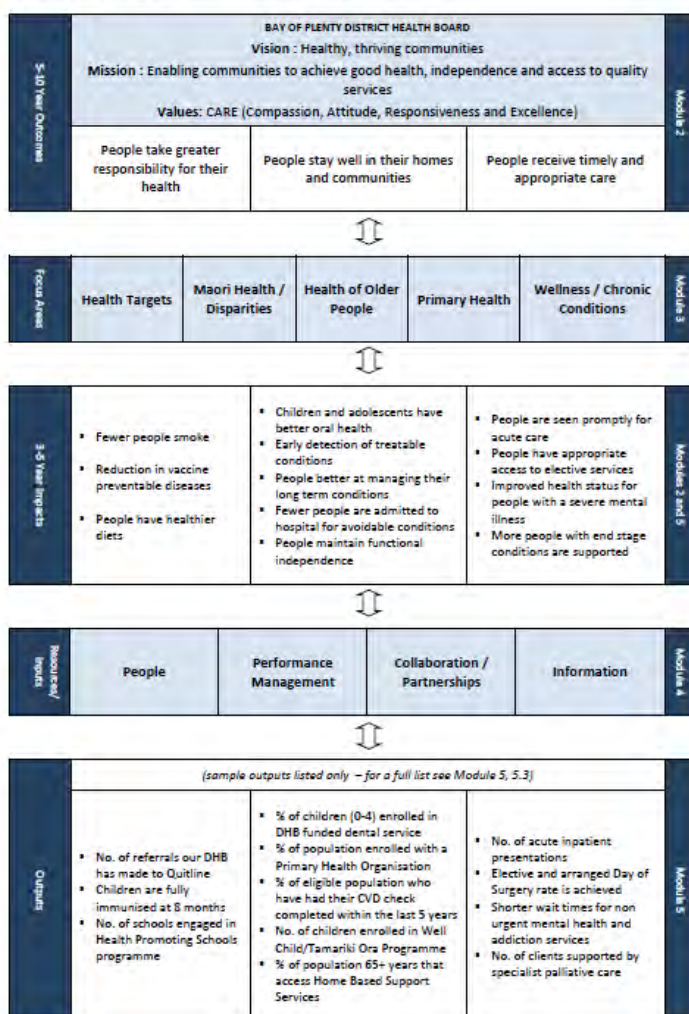 BAY OF PLENTY DISTRICT HEALTH BOARD
Vision : Healthy, thriving communities
Mission : Enabling communities to achieve good health, independence and access to quality
services
Values: CARE (Compassion, Attitude, Responsiveness and Excellence)
5-10 Year Outcomes
Module 2
People take greater
responsibility for their
health
People stay well in their homes
and communities
People receive timely and
appropriate care
Focus Areas
Health Targets
Maori Health /
Disparities
Health of Older
People
Primary Health
Wellness / Chronic
Conditions
Module 3
3-5 Year Impacts
▪ Fewer people smoke
▪ Reduction in vaccine
preventable diseases
▪ People have healthier
diets
▪ Children and adolescents have
better oral health
▪ Early detection of treatable
conditions
▪ People better at managing their
long term conditions
▪ Fewer people are admitted to
hospital for avoidable conditions
▪ People maintain functional
independence
▪ People are seen promptly for
acute care
▪ People have appropriate
access to elective services
▪ Improved health status for
people with a severe mental
illness
▪ More people with end stage
conditions are supported
Modules 2 and 5
Resources/
Inputs
People
Performance
Management
Collaboration /
Partnerships
Information
Module 4
Outputs
(sample outputs listed only – for a full list see Module 5, 5.3)
▪ No. of referrals our DHB
has made to Quitline
▪ Children are fully
immunised at 8 months
▪ No. of schools engaged in
Health Promoting Schools
programme
▪ % of children (0-4) enrolled in
DHB funded dental service
▪ % of population enrolled with a
Primary Health Organisation
▪ % of eligible population who
have had their CVD check
completed within the last 5 years
▪ No. of children enrolled in Well
Child/Tamariki Ora Programme
▪ % of population 65+ years that
access Home Based Support
Services
▪ No. of acute inpatient
presentations
▪ Elective and arranged Day of
Surgery rate is achieved
▪ Shorter wait times for non
urgent mental health and
addiction services
▪ No. of clients supported by
specialist palliative care
Module 5